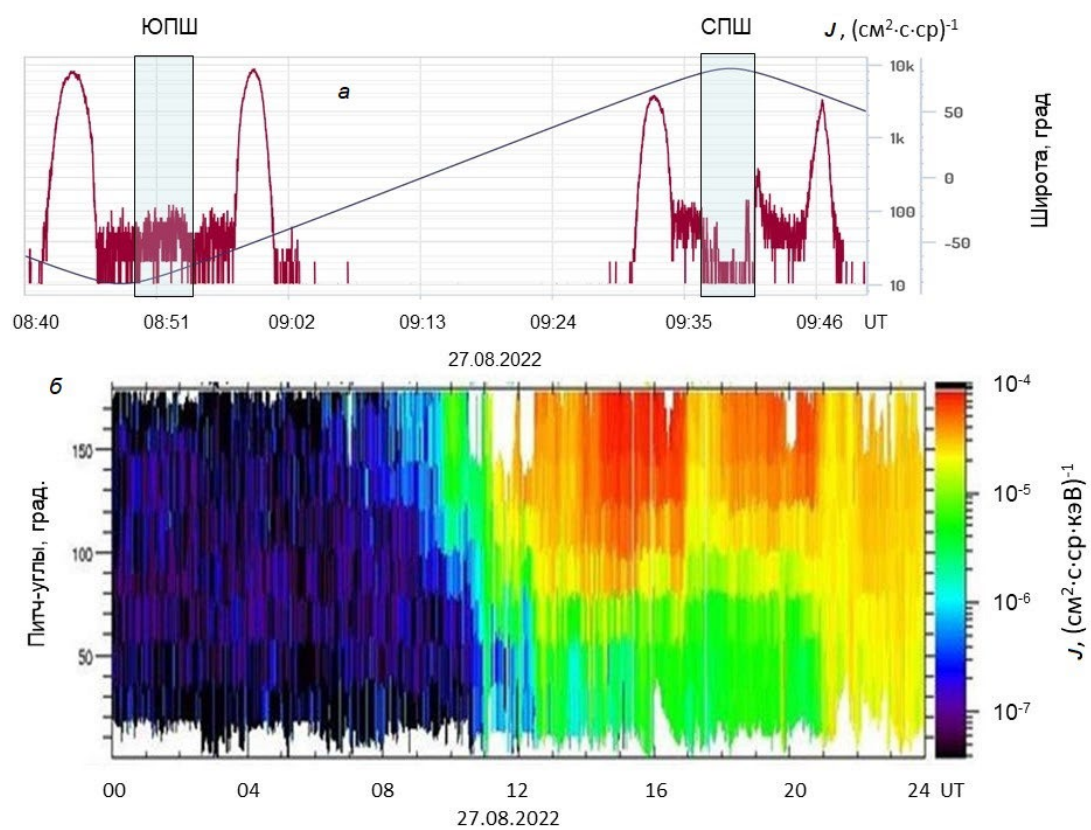 ЮПШ СПШ J, (см²·с·ср)⁻¹
а
10k
1k
100
10
50
0
-50
Широта, град
08:40 08:51 09:02 09:13 09:24 09:35 09:46 UT
27.08.2022
б
150
100
50
Питч-углы, град.
10⁻⁴
10⁻⁵
10⁻⁶
10⁻⁷
J, (см²·с·ср·кэВ)⁻¹
00 04 08 12 16 20 24 UT
27.08.2022